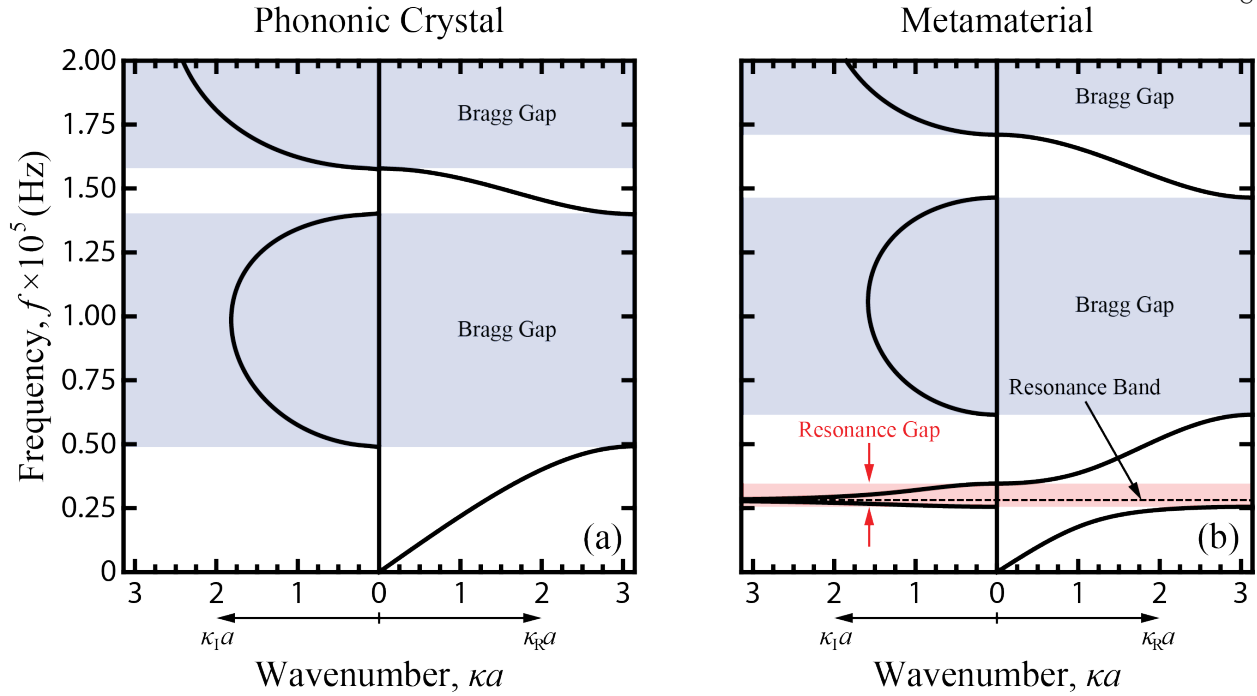 Phononic Crystal
Metamaterial
Frequency, f × 10⁵ (Hz)
2.00
1.75
1.50
1.25
1.00
0.75
0.50
0.25
0
Bragg Gap
Bragg Gap
(a)
3 2 1 0 1 2 3
κIa κRa
Wavenumber, κa
Bragg Gap
Bragg Gap
Resonance Band
Resonance Gap
(b)
3 2 1 0 1 2 3
κIa κRa
Wavenumber, κa